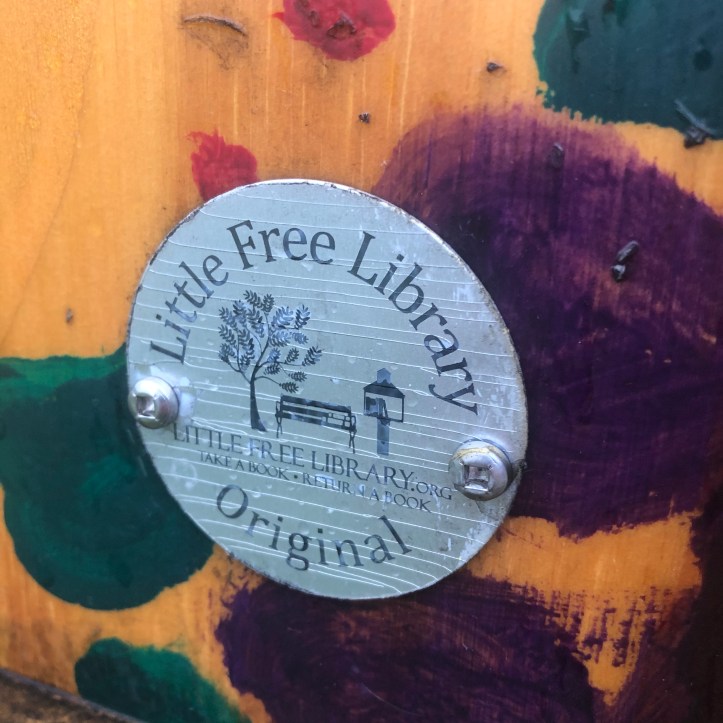 Little Free Library
LITTLE FREE LIBRARY.ORG
TAKE A BOOK • RETURN A BOOK
Original